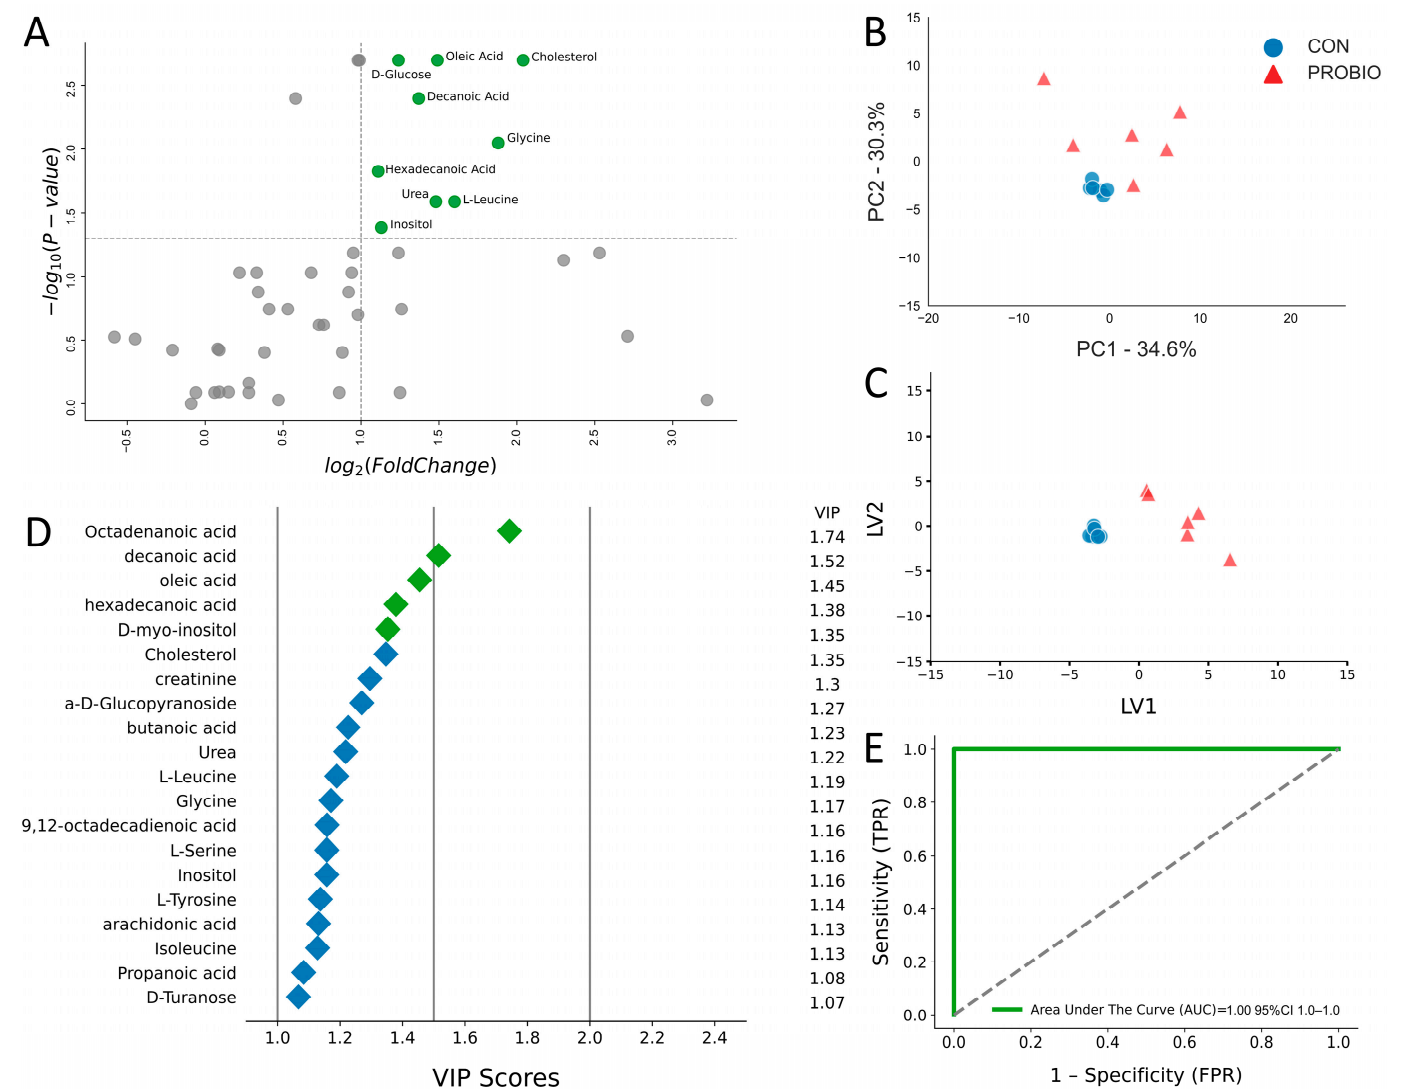 A
Oleic Acid
Cholesterol
D-Glucose
Decanoic Acid
Glycine
Hexadecanoic Acid
Urea
L-Leucine
Inositol
−log10(P − value)
0.0
0.5
1.0
1.5
2.0
2.5
−0.5
0.0
0.5
1.0
1.5
2.0
2.5
3.0
log2(FoldChange)
B
CON
PROBIO
PC2 - 30.3%
15
10
5
0
−5
−10
−15
−20
−10
0
10
20
PC1 - 34.6%
C
LV2
15
10
5
0
−5
−10
−15
−15
−10
−5
0
5
10
15
LV1
D
VIP
Octadenanoic acid 1.74
decanoic acid 1.52
oleic acid 1.45
hexadecanoic acid 1.38
D-myo-inositol 1.35
Cholesterol 1.35
creatinine 1.3
a-D-Glucopyranoside 1.27
butanoic acid 1.23
Urea 1.22
L-Leucine 1.19
Glycine 1.17
9,12-octadecadienoic acid 1.16
L-Serine 1.16
Inositol 1.16
L-Tyrosine 1.14
arachidonic acid 1.13
Isoleucine 1.13
Propanoic acid 1.08
D-Turanose 1.07
1.0 1.2 1.4 1.6 1.8 2.0 2.2 2.4
VIP Scores
E
Sensitivity (TPR)
1.0
0.8
0.6
0.4
0.2
0.0
Area Under The Curve (AUC)=1.00 95%CI 1.0–1.0
0.0 0.2 0.4 0.6 0.8 1.0
1 – Specificity (FPR)